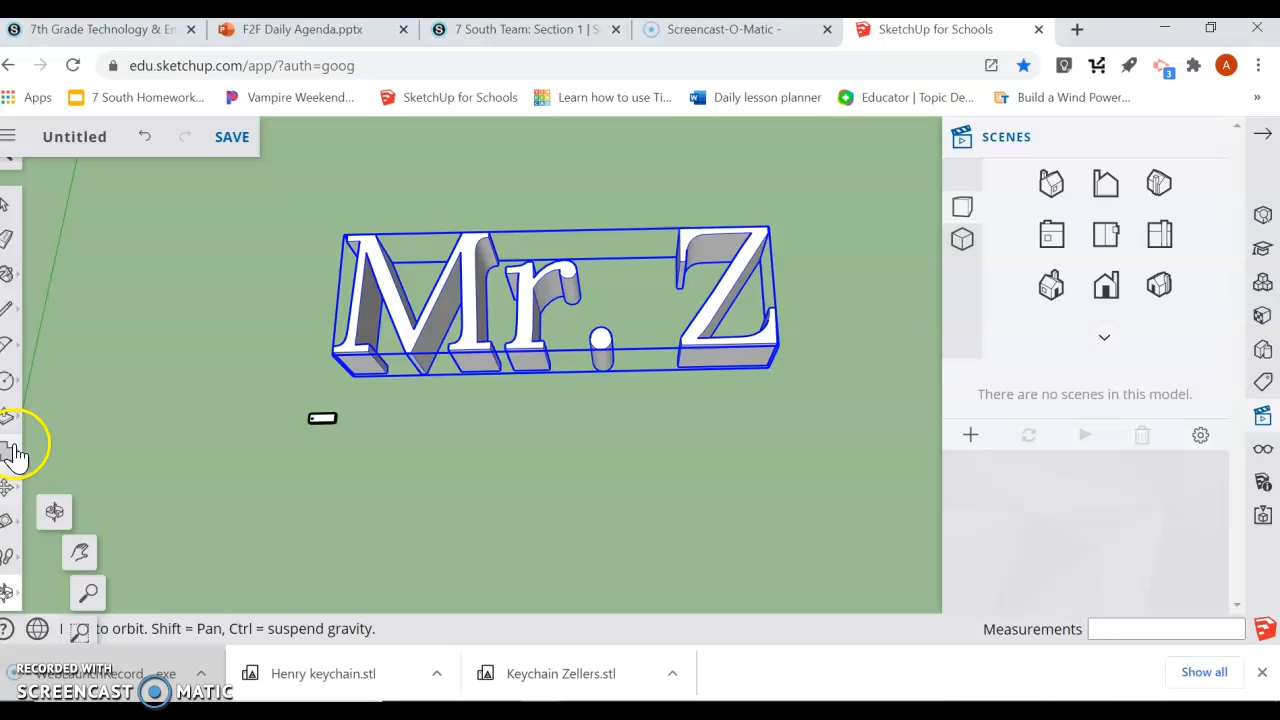 7th Grade Technology & En
F2F Daily Agenda.ppt
7 South Team: Section 1 | S
Screencast-O-Matic -
SketchUp for Schools
edu.sketchup.com/app/?auth=goog
3
A
Apps
7 South Homework...
Vampire Weekend...
SketchUp for Schools
Learn how to use Ti...
Daily lesson planner
Educator | Topic De...
Build a Wind Power...
»
Untitled
SAVE
SCENES
Mr. Z
There are no scenes in this model.
to orbit. Shift = Pan, Ctrl = suspend gravity.
Measurements
RECORDED WITH
SCREENCAST MATIC
.exe
Henry keychain.stl
Keychain Zellers.stl
Show all